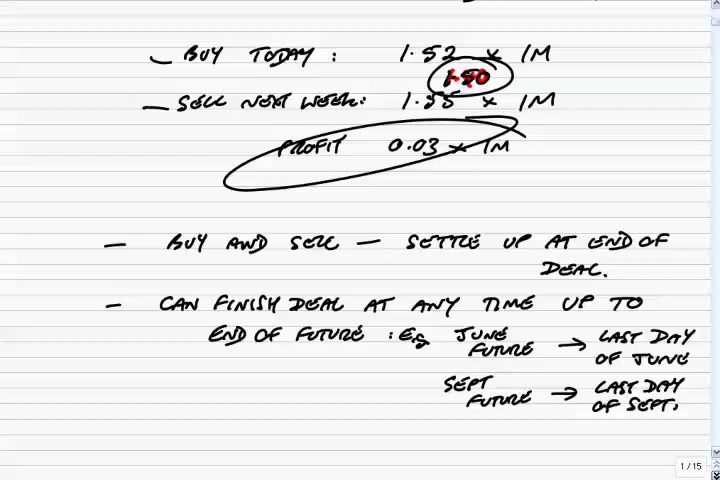 - BUY TODAY : 1.52 x 1M
1.50
- SELL NEXT WEEK: 1.55 x 1M
PROFIT 0.03 x 1M
- BUY AND SELL - SETTLE UP AT END OF
DEAL.
- CAN FINISH DEAL AT ANY TIME UP TO
END OF FUTURE : EG JUNE FUTURE → LAST DAY OF JUNE
SEPT FUTURE → LAST DAY OF SEPT.
1 / 15